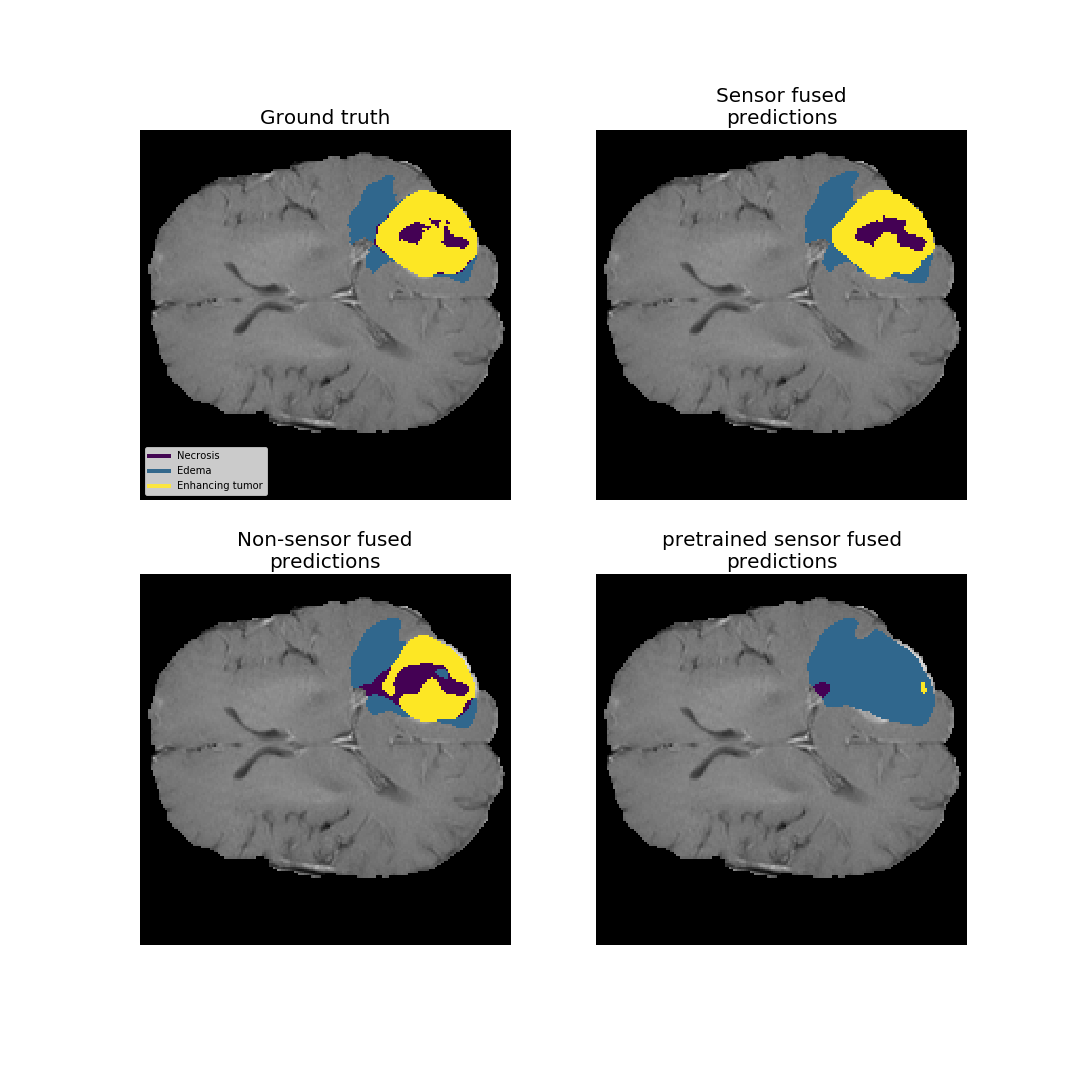 Ground truth
Sensor fused
predictions
Necrosis
Edema
Enhancing tumor
Non-sensor fused
predictions
pretrained sensor fused
predictions